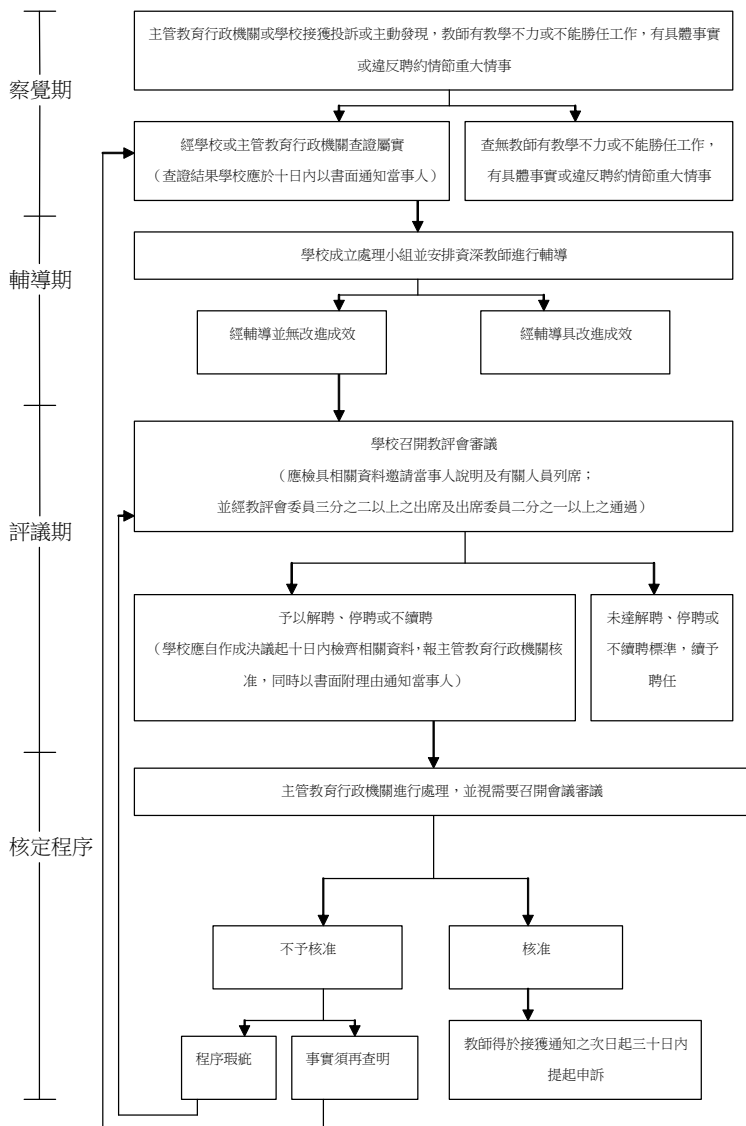 察覺期
主管教育行政機關或學校接獲投訴或主動發現，教師有教學不力或不能勝任工作，有具體事實
或違反聘約情節重大情事
經學校或主管教育行政機關查證屬實
（查證結果學校應於十日內以書面通知當事人）
查無教師有教學不力或不能勝任工作，
有具體事實或違反聘約情節重大情事
輔導期
學校成立處理小組並安排資深教師進行輔導
經輔導並無改進成效
經輔導具改進成效
評議期
學校召開教評會審議
（應檢具相關資料邀請當事人說明及有關人員列席；
並經教評會委員三分之二以上之出席及出席委員二分之一以上之通過）
予以解聘、停聘或不續聘
（學校應自作成決議起十日內檢齊相關資料，報主管教育行政機關核
准，同時以書面附理由通知當事人）
未達解聘、停聘或
不續聘標準，續予
聘任
核定程序
主管教育行政機關進行處理，並視需要召開會議審議
不予核准
核准
程序瑕疵
事實須再查明
教師得於接獲通知之次日起三十日內
提起申訴